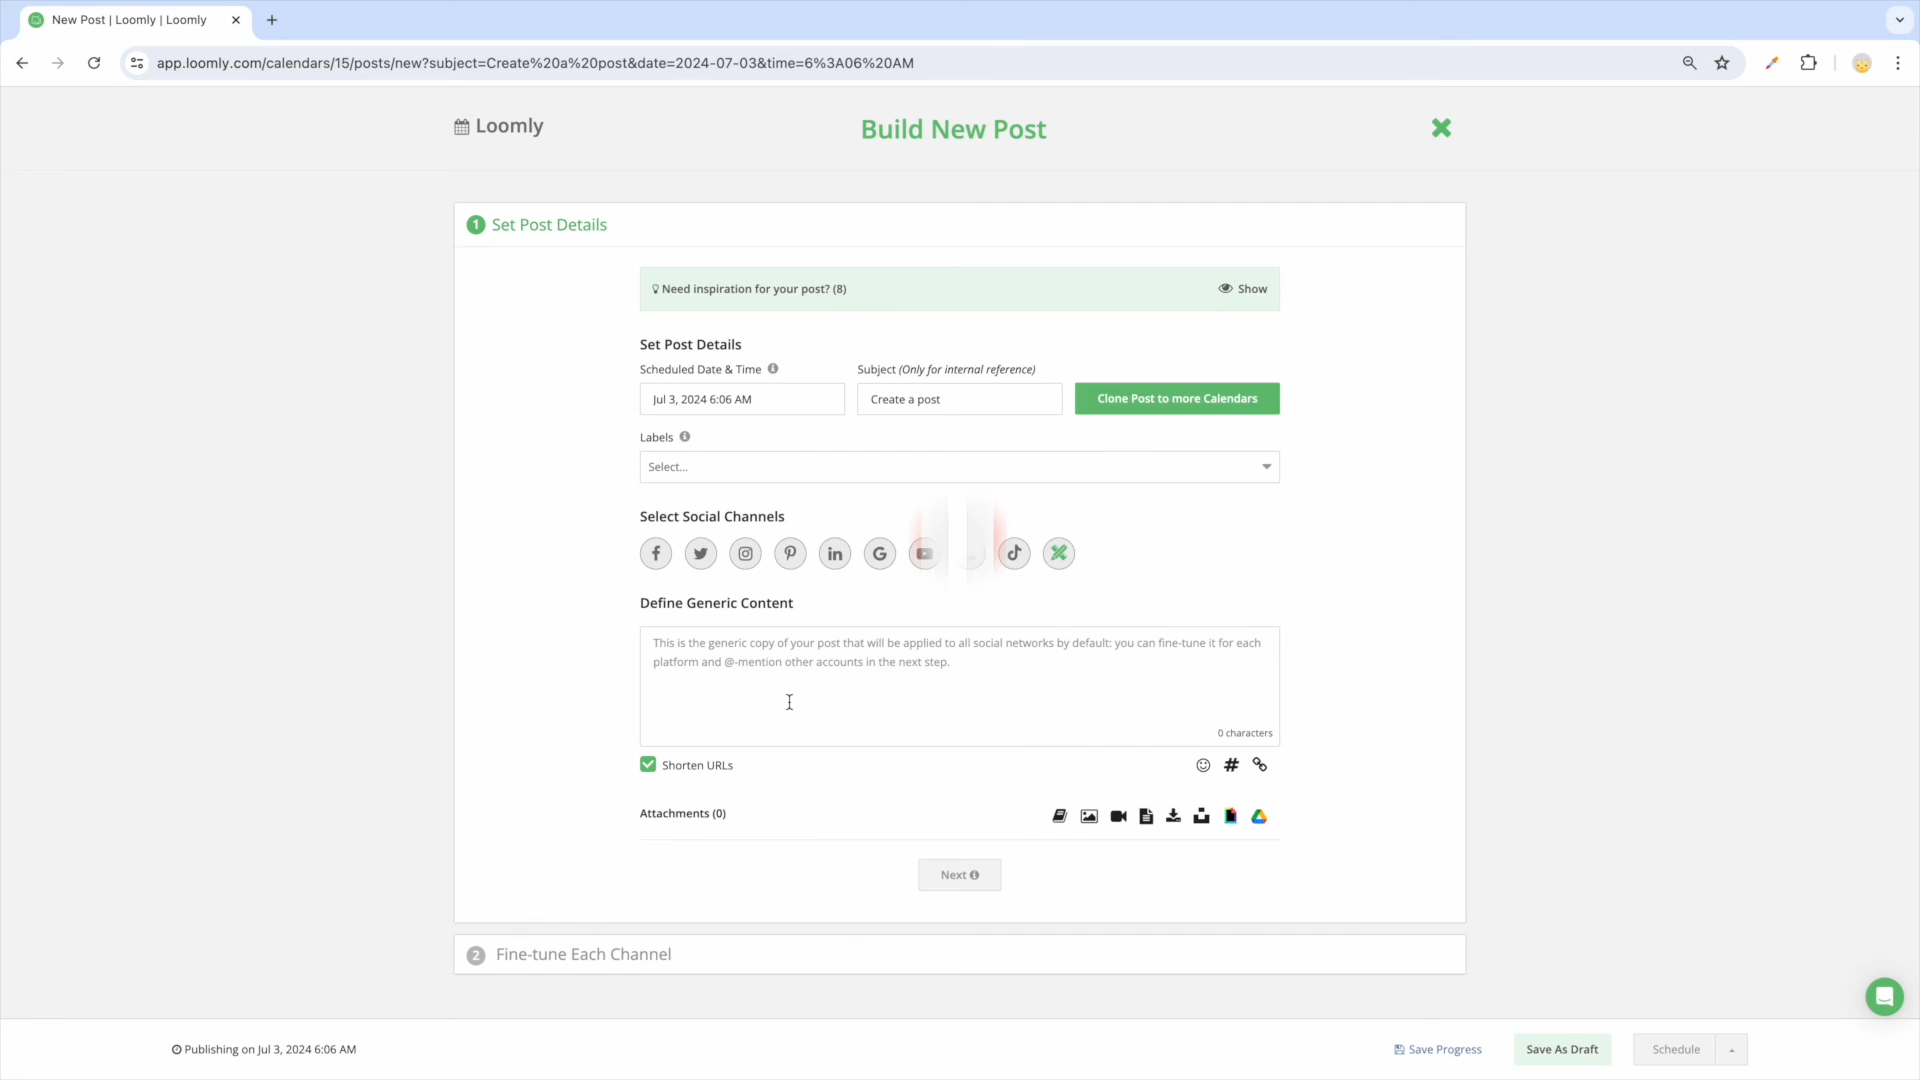 New Post | Loomly | Loomly
app.loomly.com/calendars/15/posts/new?subject=Create%20a%20post&date=2024-07-03&time=6%3A06%20AM
Loomly
Build New Post
1 Set Post Details
Need inspiration for your post? (8)
Show
Set Post Details
Scheduled Date & Time
Subject (Only for internal reference)
Jul 3, 2024 6:06 AM
Create a post
Clone Post to more Calendars
Labels
Select...
Select Social Channels
Define Generic Content
This is the generic copy of your post that will be applied to all social networks by default: you can fine-tune it for each
platform and @-mention other accounts in the next step.
0 characters
Shorten URLs
Attachments (0)
Next
2 Fine-tune Each Channel
Publishing on Jul 3, 2024 6:06 AM
Save Progress
Save As Draft
Schedule